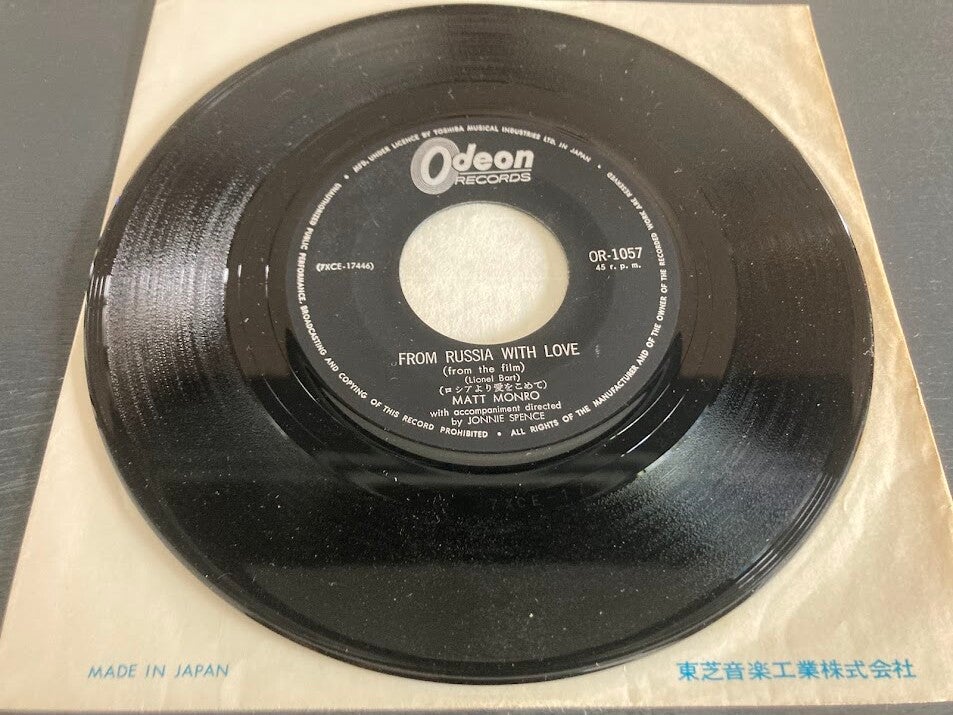 MFD. UNDER LICENCE BY TOSHIBA MUSICAL INDUSTRIES LTD. IN JAPAN •
Odeon
RECORDS
(7XCE-17446)
OR-1057
45 r. p. m.
FROM RUSSIA WITH LOVE
(from the film)
(Lionel Bart)
(ロシアより愛をこめて)
MATT MONRO
with accompaniment directed
by JONNIE SPENCE
UNAUTHORIZED PUBLIC PERFORMANCE, BROADCASTING AND COPYING OF THIS RECORD PROHIBITED • ALL RIGHTS OF THE MANUFACTURER AND OF THE OWNER OF THE RECORDED WORK ARE RESERVED
MADE IN JAPAN
東芝音楽工業株式会社